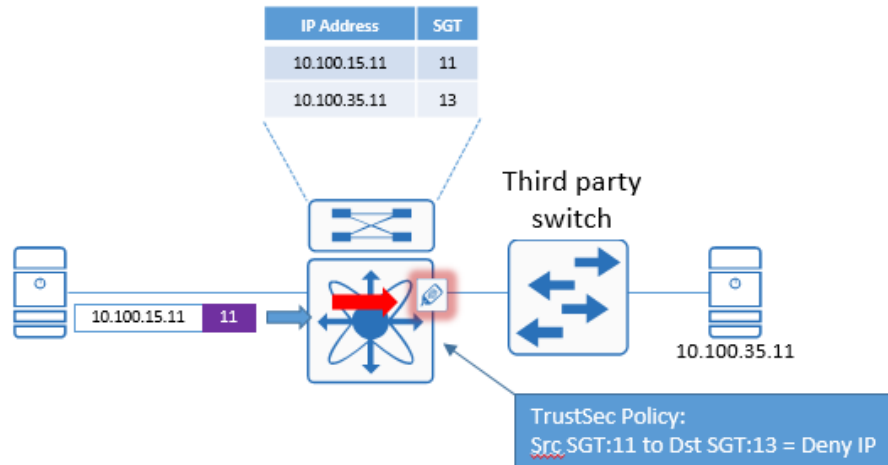 IP Address SGT
10.100.15.11 11
10.100.35.11 13
Third party
switch
10.100.15.11 11
10.100.35.11
TrustSec Policy:
Src SGT:11 to Dst SGT:13 = Deny IP